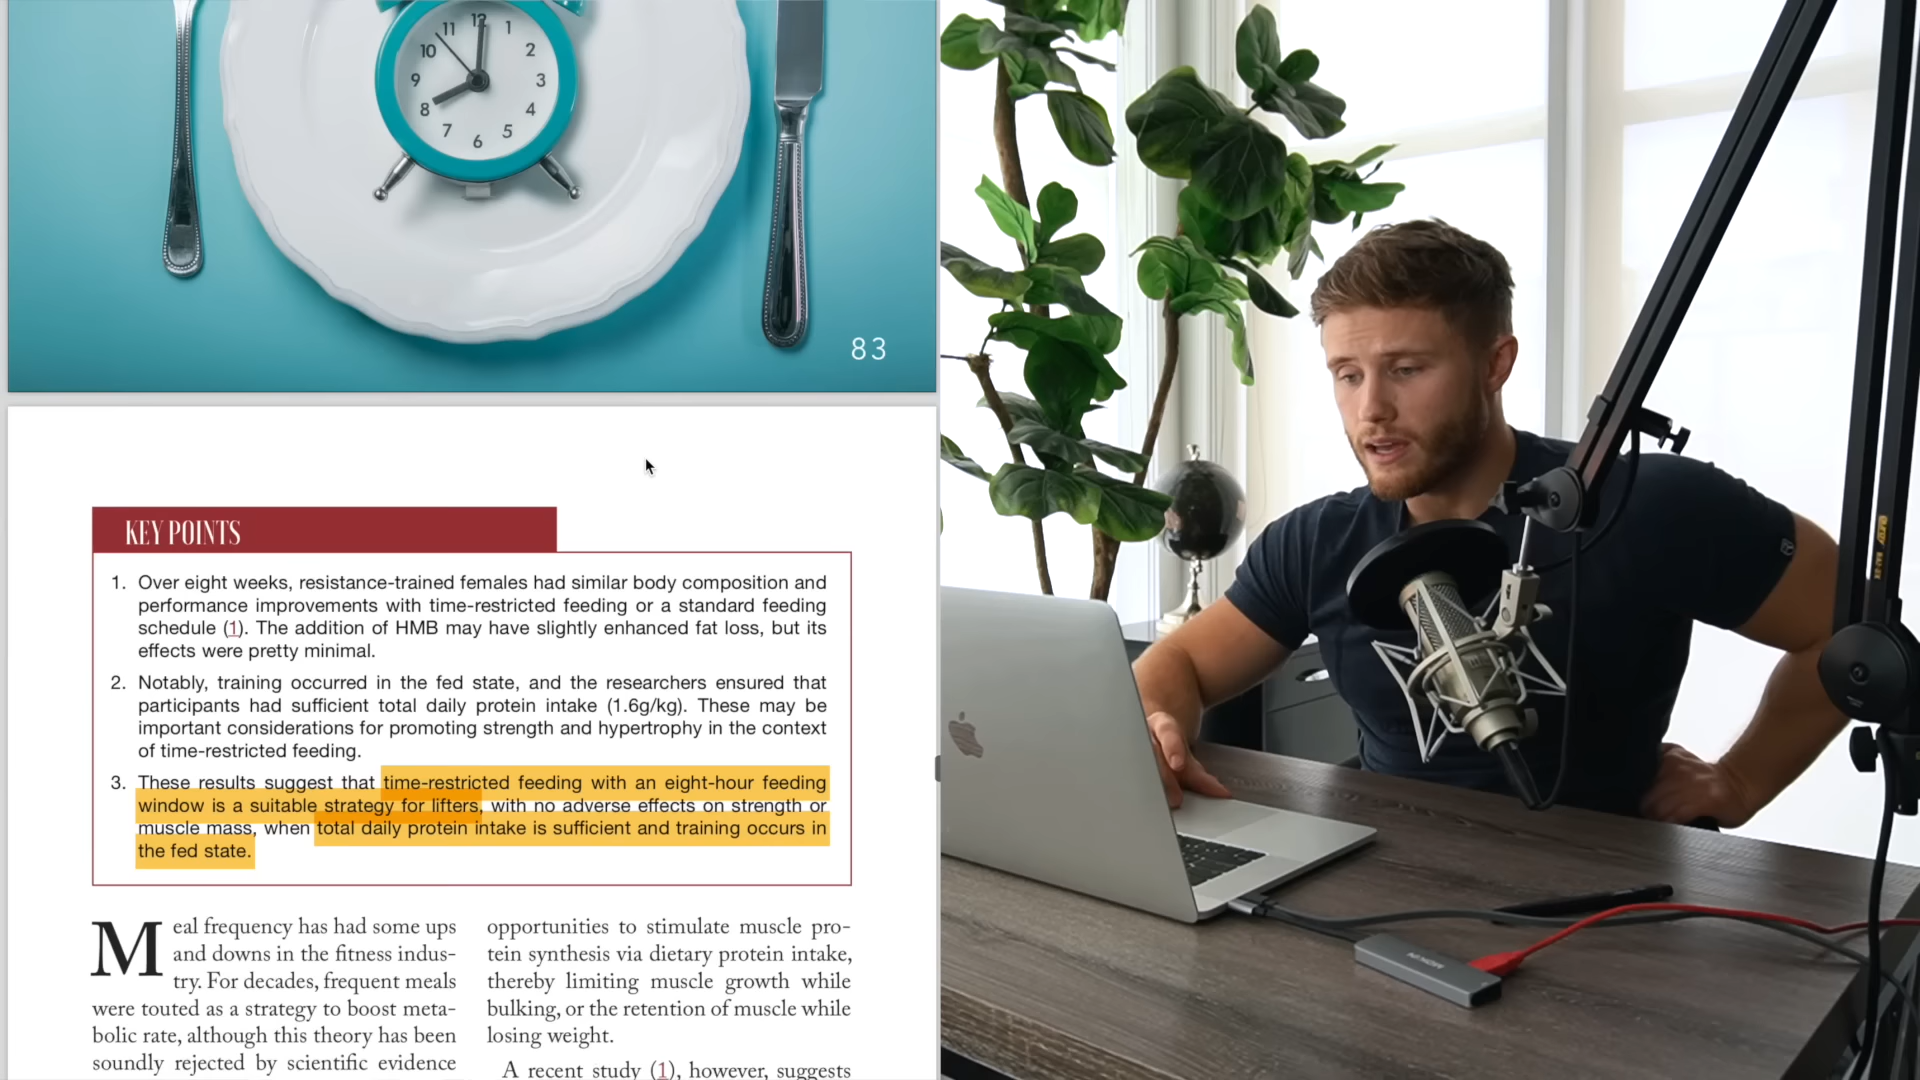 12
11
1
10
2
9
3
8
4
7
5
6
83
KEY POINTS
1. Over eight weeks, resistance-trained females had similar body composition and
performance improvements with time-restricted feeding or a standard feeding
schedule (1). The addition of HMB may have slightly enhanced fat loss, but its
effects were pretty minimal.
2. Notably, training occurred in the fed state, and the researchers ensured that
participants had sufficient total daily protein intake (1.6g/kg). These may be
important considerations for promoting strength and hypertrophy in the context
of time-restricted feeding.
3. These results suggest that time-restricted feeding with an eight-hour feeding
window is a suitable strategy for lifters, with no adverse effects on strength or
muscle mass, when total daily protein intake is sufficient and training occurs in
the fed state.
Meal frequency has had some ups
and downs in the fitness indus-
try. For decades, frequent meals
were touted as a strategy to boost meta-
bolic rate, although this theory has been
soundly rejected by scientific evidence
opportunities to stimulate muscle pro-
tein synthesis via dietary protein intake,
thereby limiting muscle growth while
bulking, or the retention of muscle while
losing weight.
A recent study (1), however, suggests